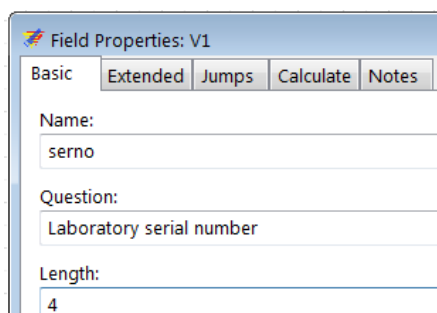 Field Properties: V1
Basic Extended Jumps Calculate Notes
Name:
serno
Question:
Laboratory serial number
Length:
4